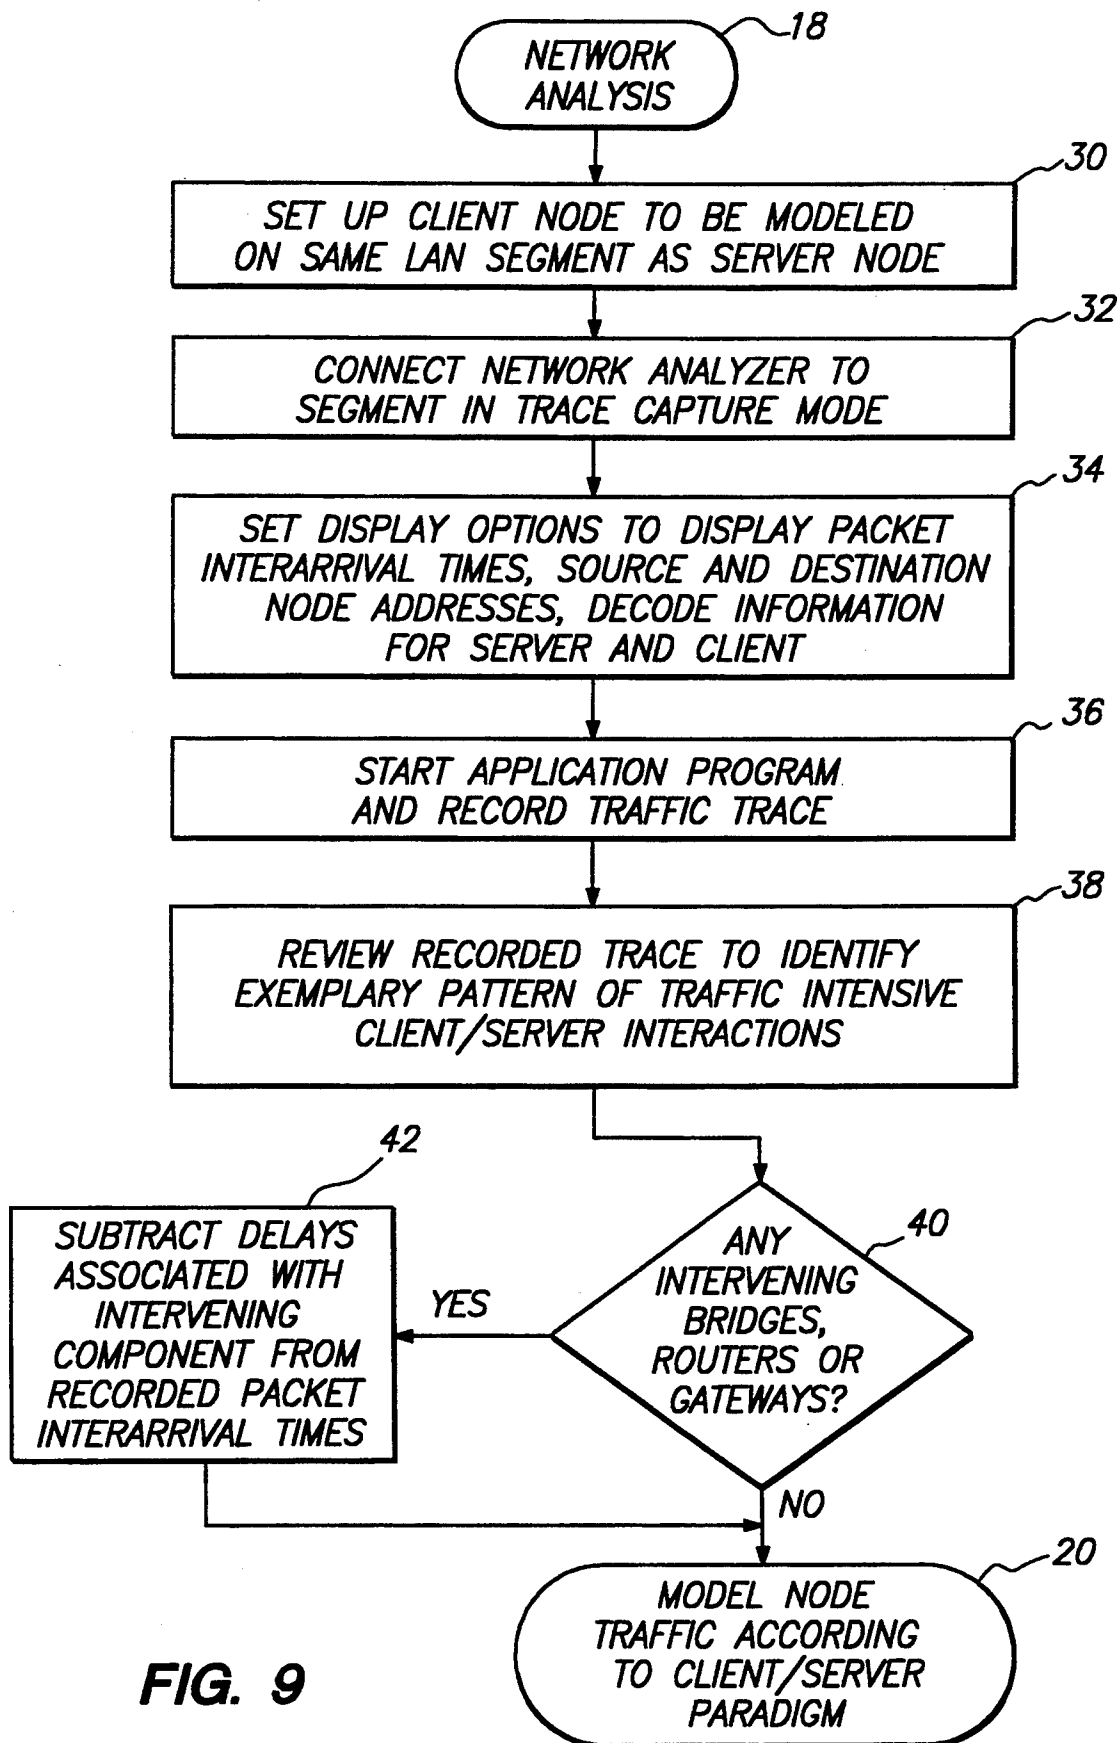 18
NETWORK
ANALYSIS
30
SET UP CLIENT NODE TO BE MODELED
ON SAME LAN SEGMENT AS SERVER NODE
32
CONNECT NETWORK ANALYZER TO
SEGMENT IN TRACE CAPTURE MODE
34
SET DISPLAY OPTIONS TO DISPLAY PACKET
INTERARRIVAL TIMES, SOURCE AND DESTINATION
NODE ADDRESSES, DECODE INFORMATION
FOR SERVER AND CLIENT
36
START APPLICATION PROGRAM
AND RECORD TRAFFIC TRACE
38
REVIEW RECORDED TRACE TO IDENTIFY
EXEMPLARY PATTERN OF TRAFFIC INTENSIVE
CLIENT/SERVER INTERACTIONS
42
SUBTRACT DELAYS
ASSOCIATED WITH
INTERVENING
COMPONENT FROM
RECORDED PACKET
INTERARRIVAL TIMES
YES
40
ANY
INTERVENING
BRIDGES,
ROUTERS OR
GATEWAYS?
NO
20
MODEL NODE
TRAFFIC ACCORDING
TO CLIENT/SERVER
PARADIGM
FIG. 9